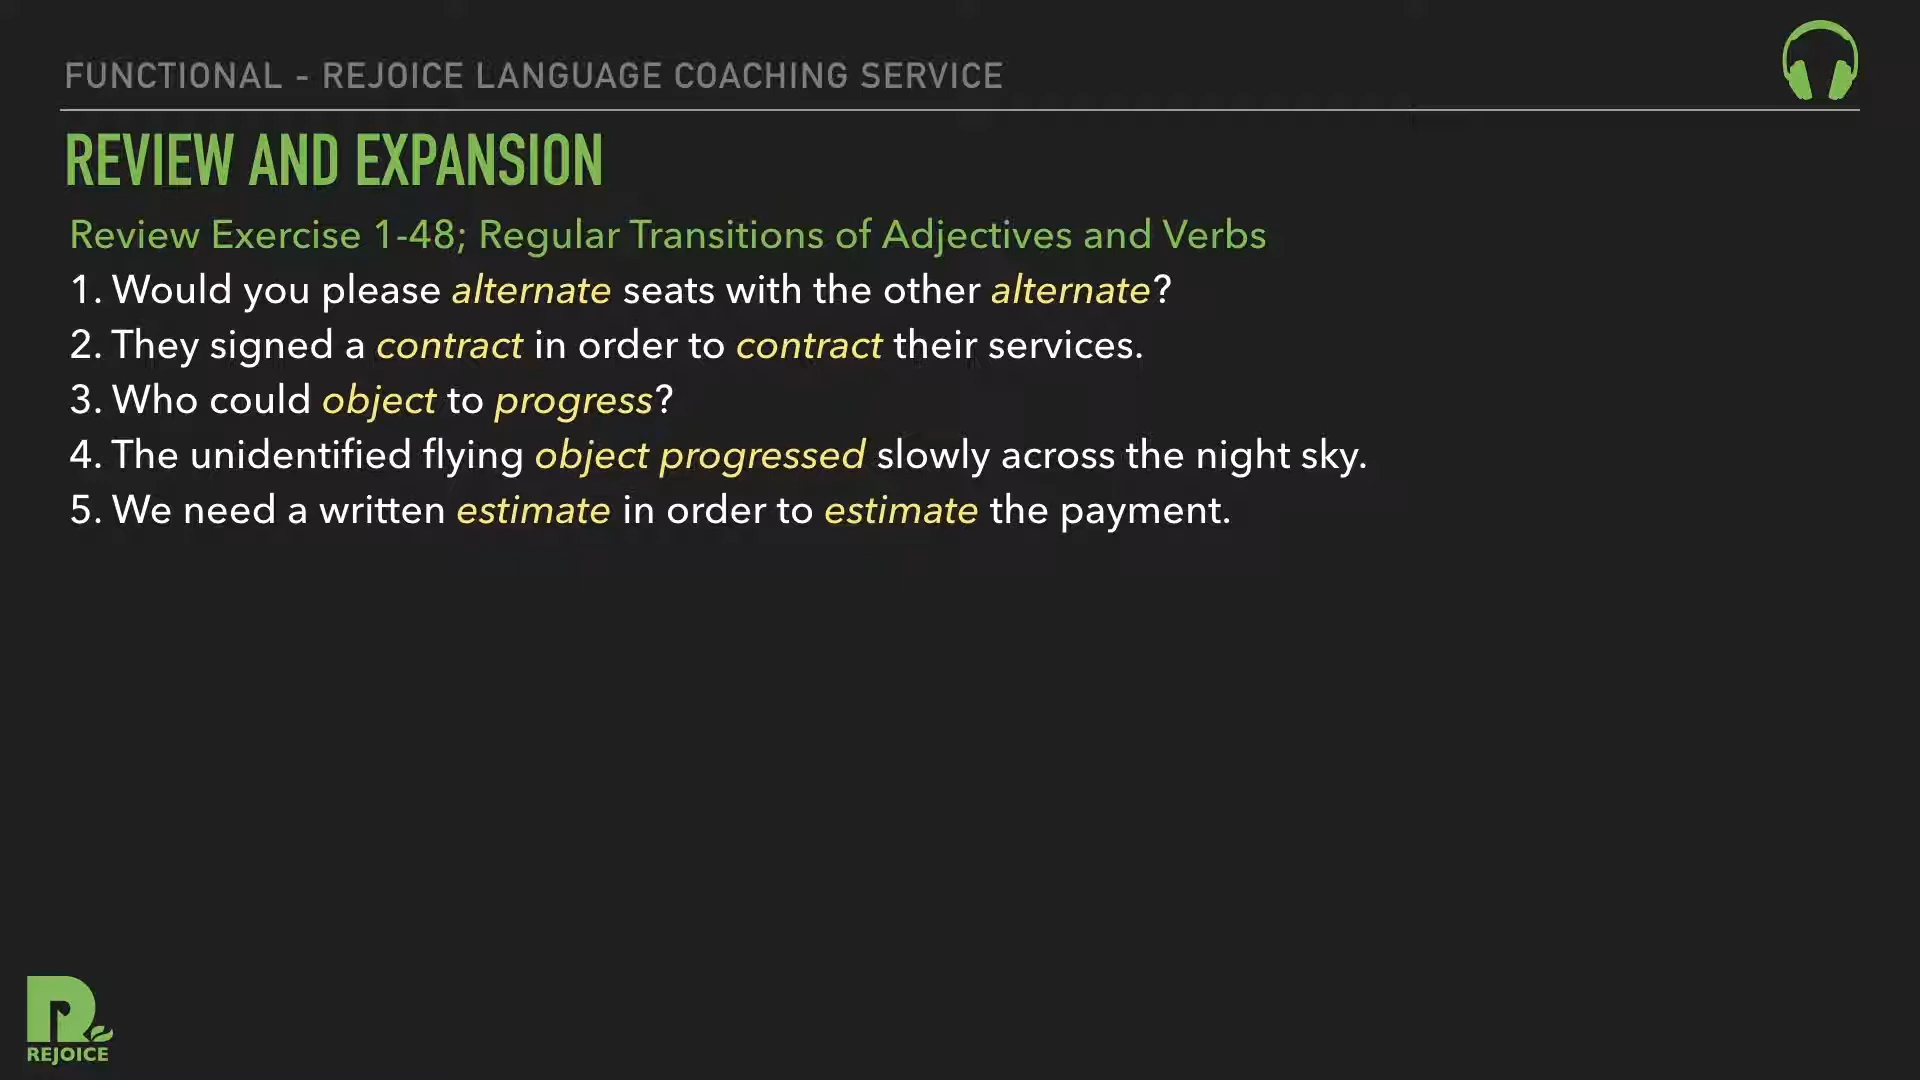 FUNCTIONAL - REJOICE LANGUAGE COACHING SERVICE
REVIEW AND EXPANSION
Review Exercise 1-48; Regular Transitions of Adjectives and Verbs
1. Would you please alternate seats with the other alternate?
2. They signed a contract in order to contract their services.
3. Who could object to progress?
4. The unidentified flying object progressed slowly across the night sky.
5. We need a written estimate in order to estimate the payment.
REJOICE